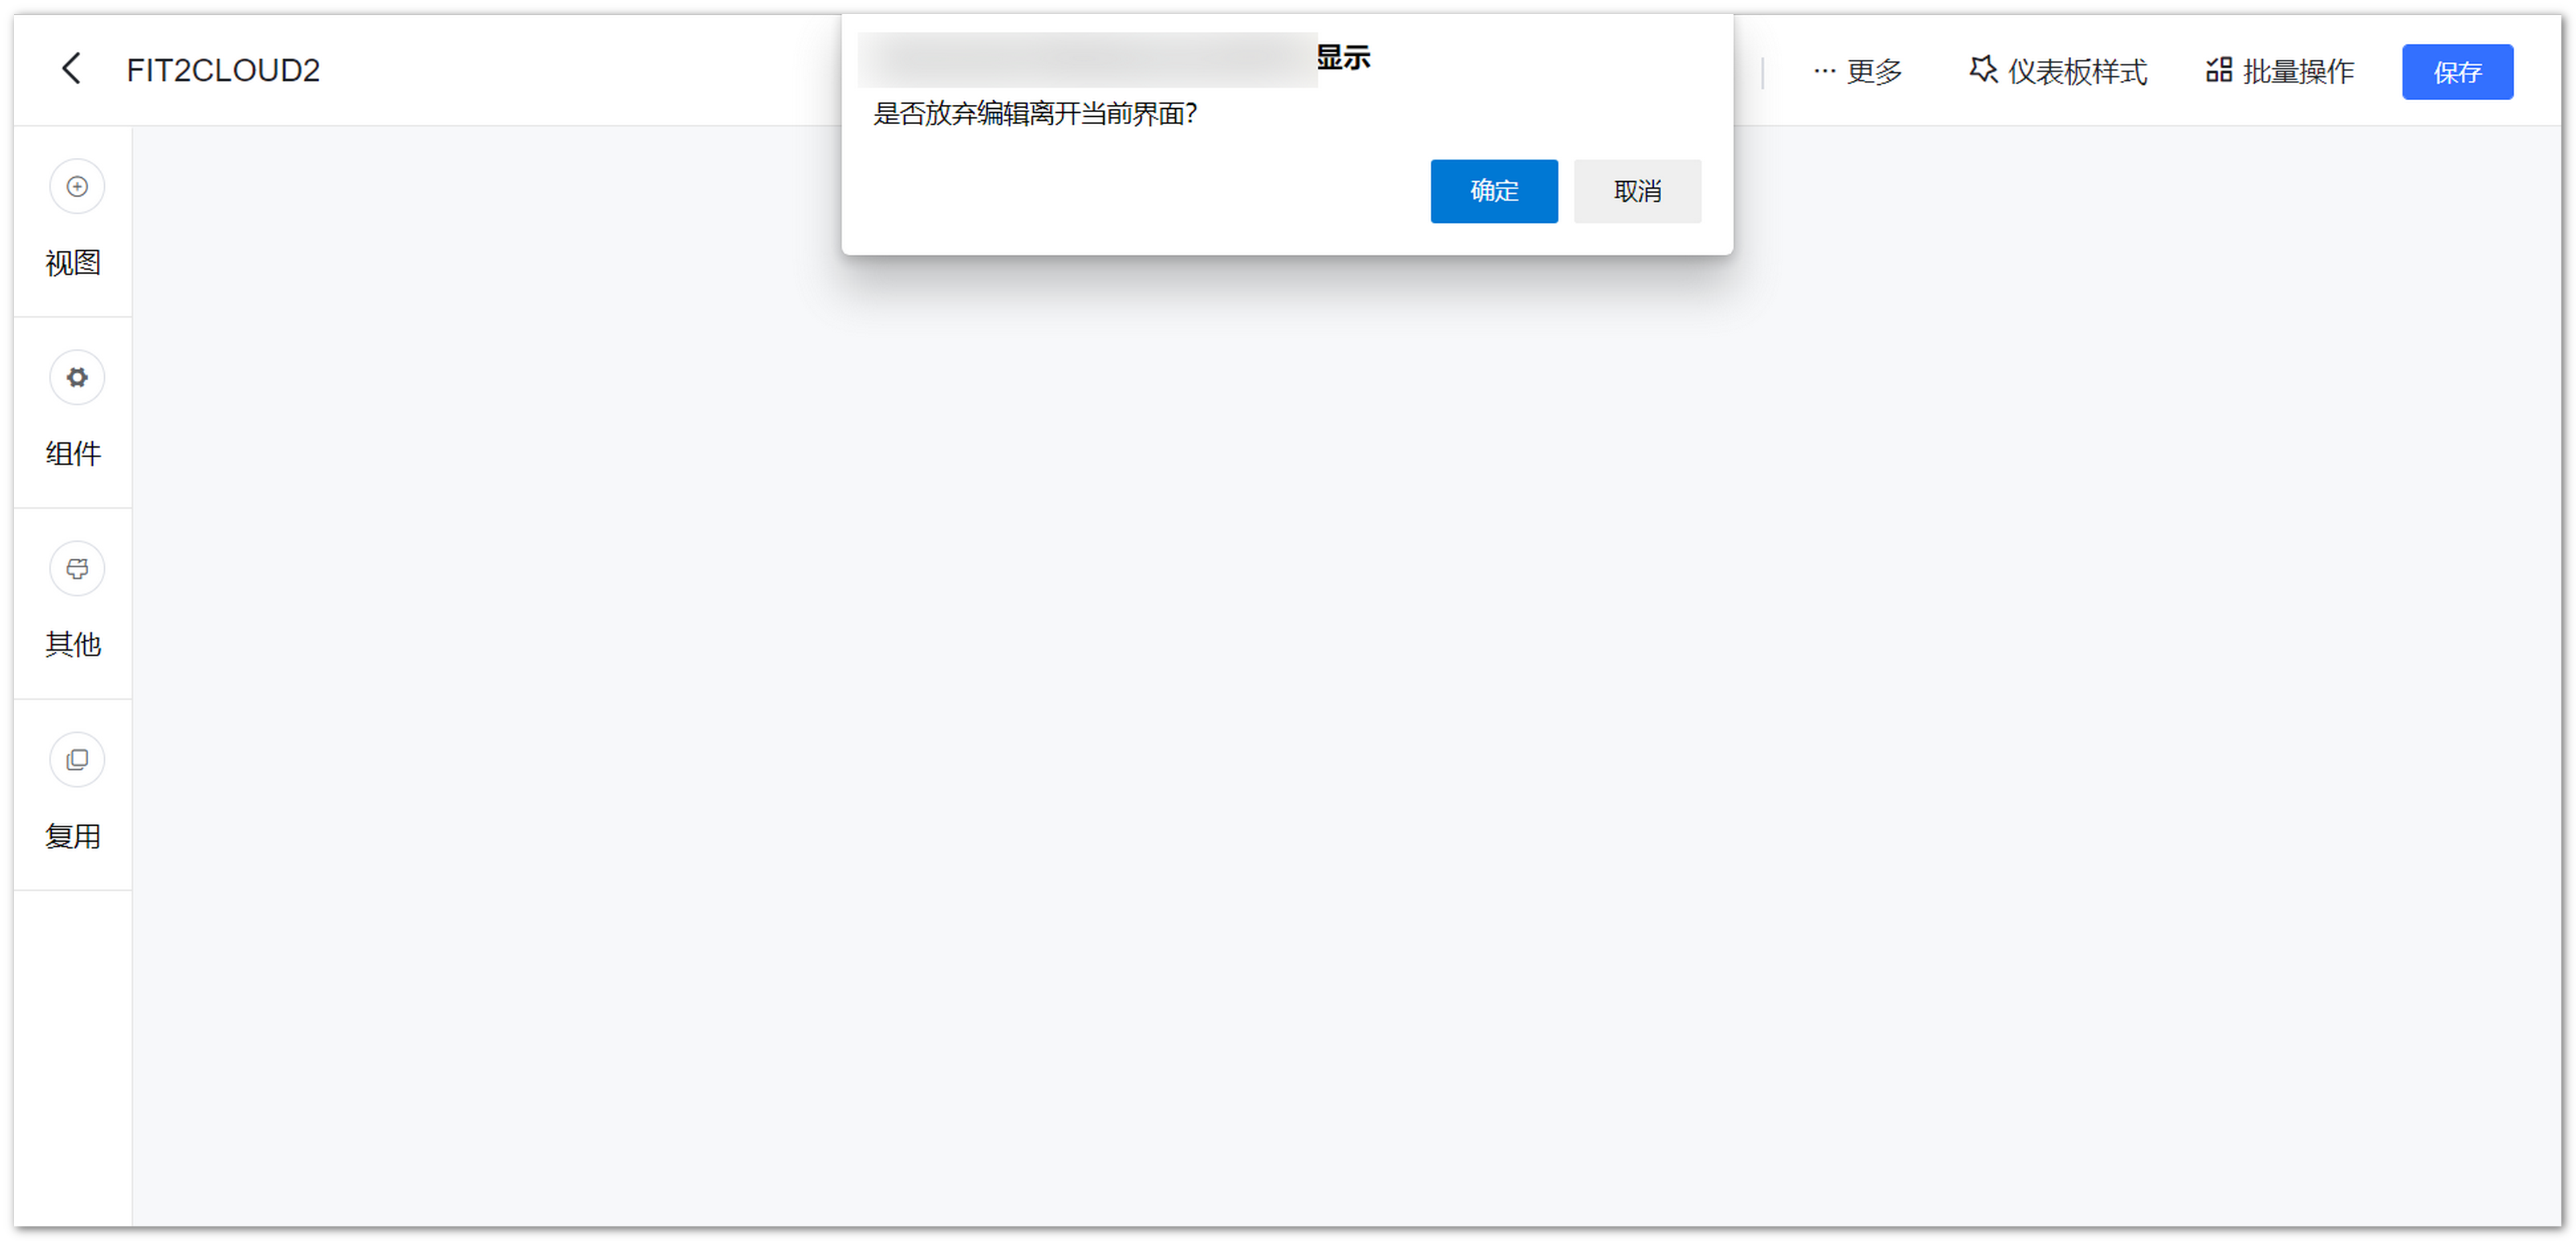 FIT2CLOUD2
显示
是否放弃编辑离开当前界面?
确定
取消
更多
仪表板样式
批量操作
保存
视图
组件
其他
复用